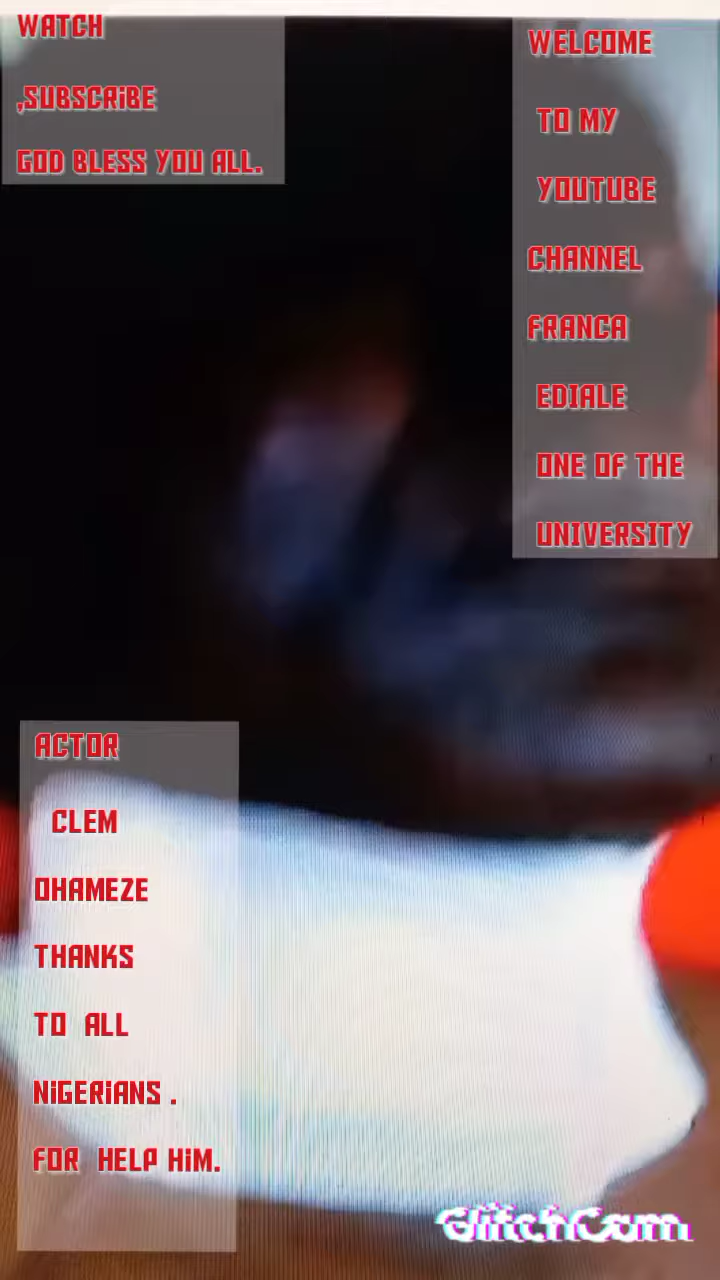 WATCH
,SUBSCRiBE
GOD BLESS YOU ALL.
WELCOME
TO MY
YOUTUBE
CHANNEL
FRANCA
EDIALE
ONE OF THE
UNIVERSITY
ACTOR
CLEM
OHAMEZE
THANKS
TO ALL
NiGERiANS .
FOR HELP HiM.
GlitchCam